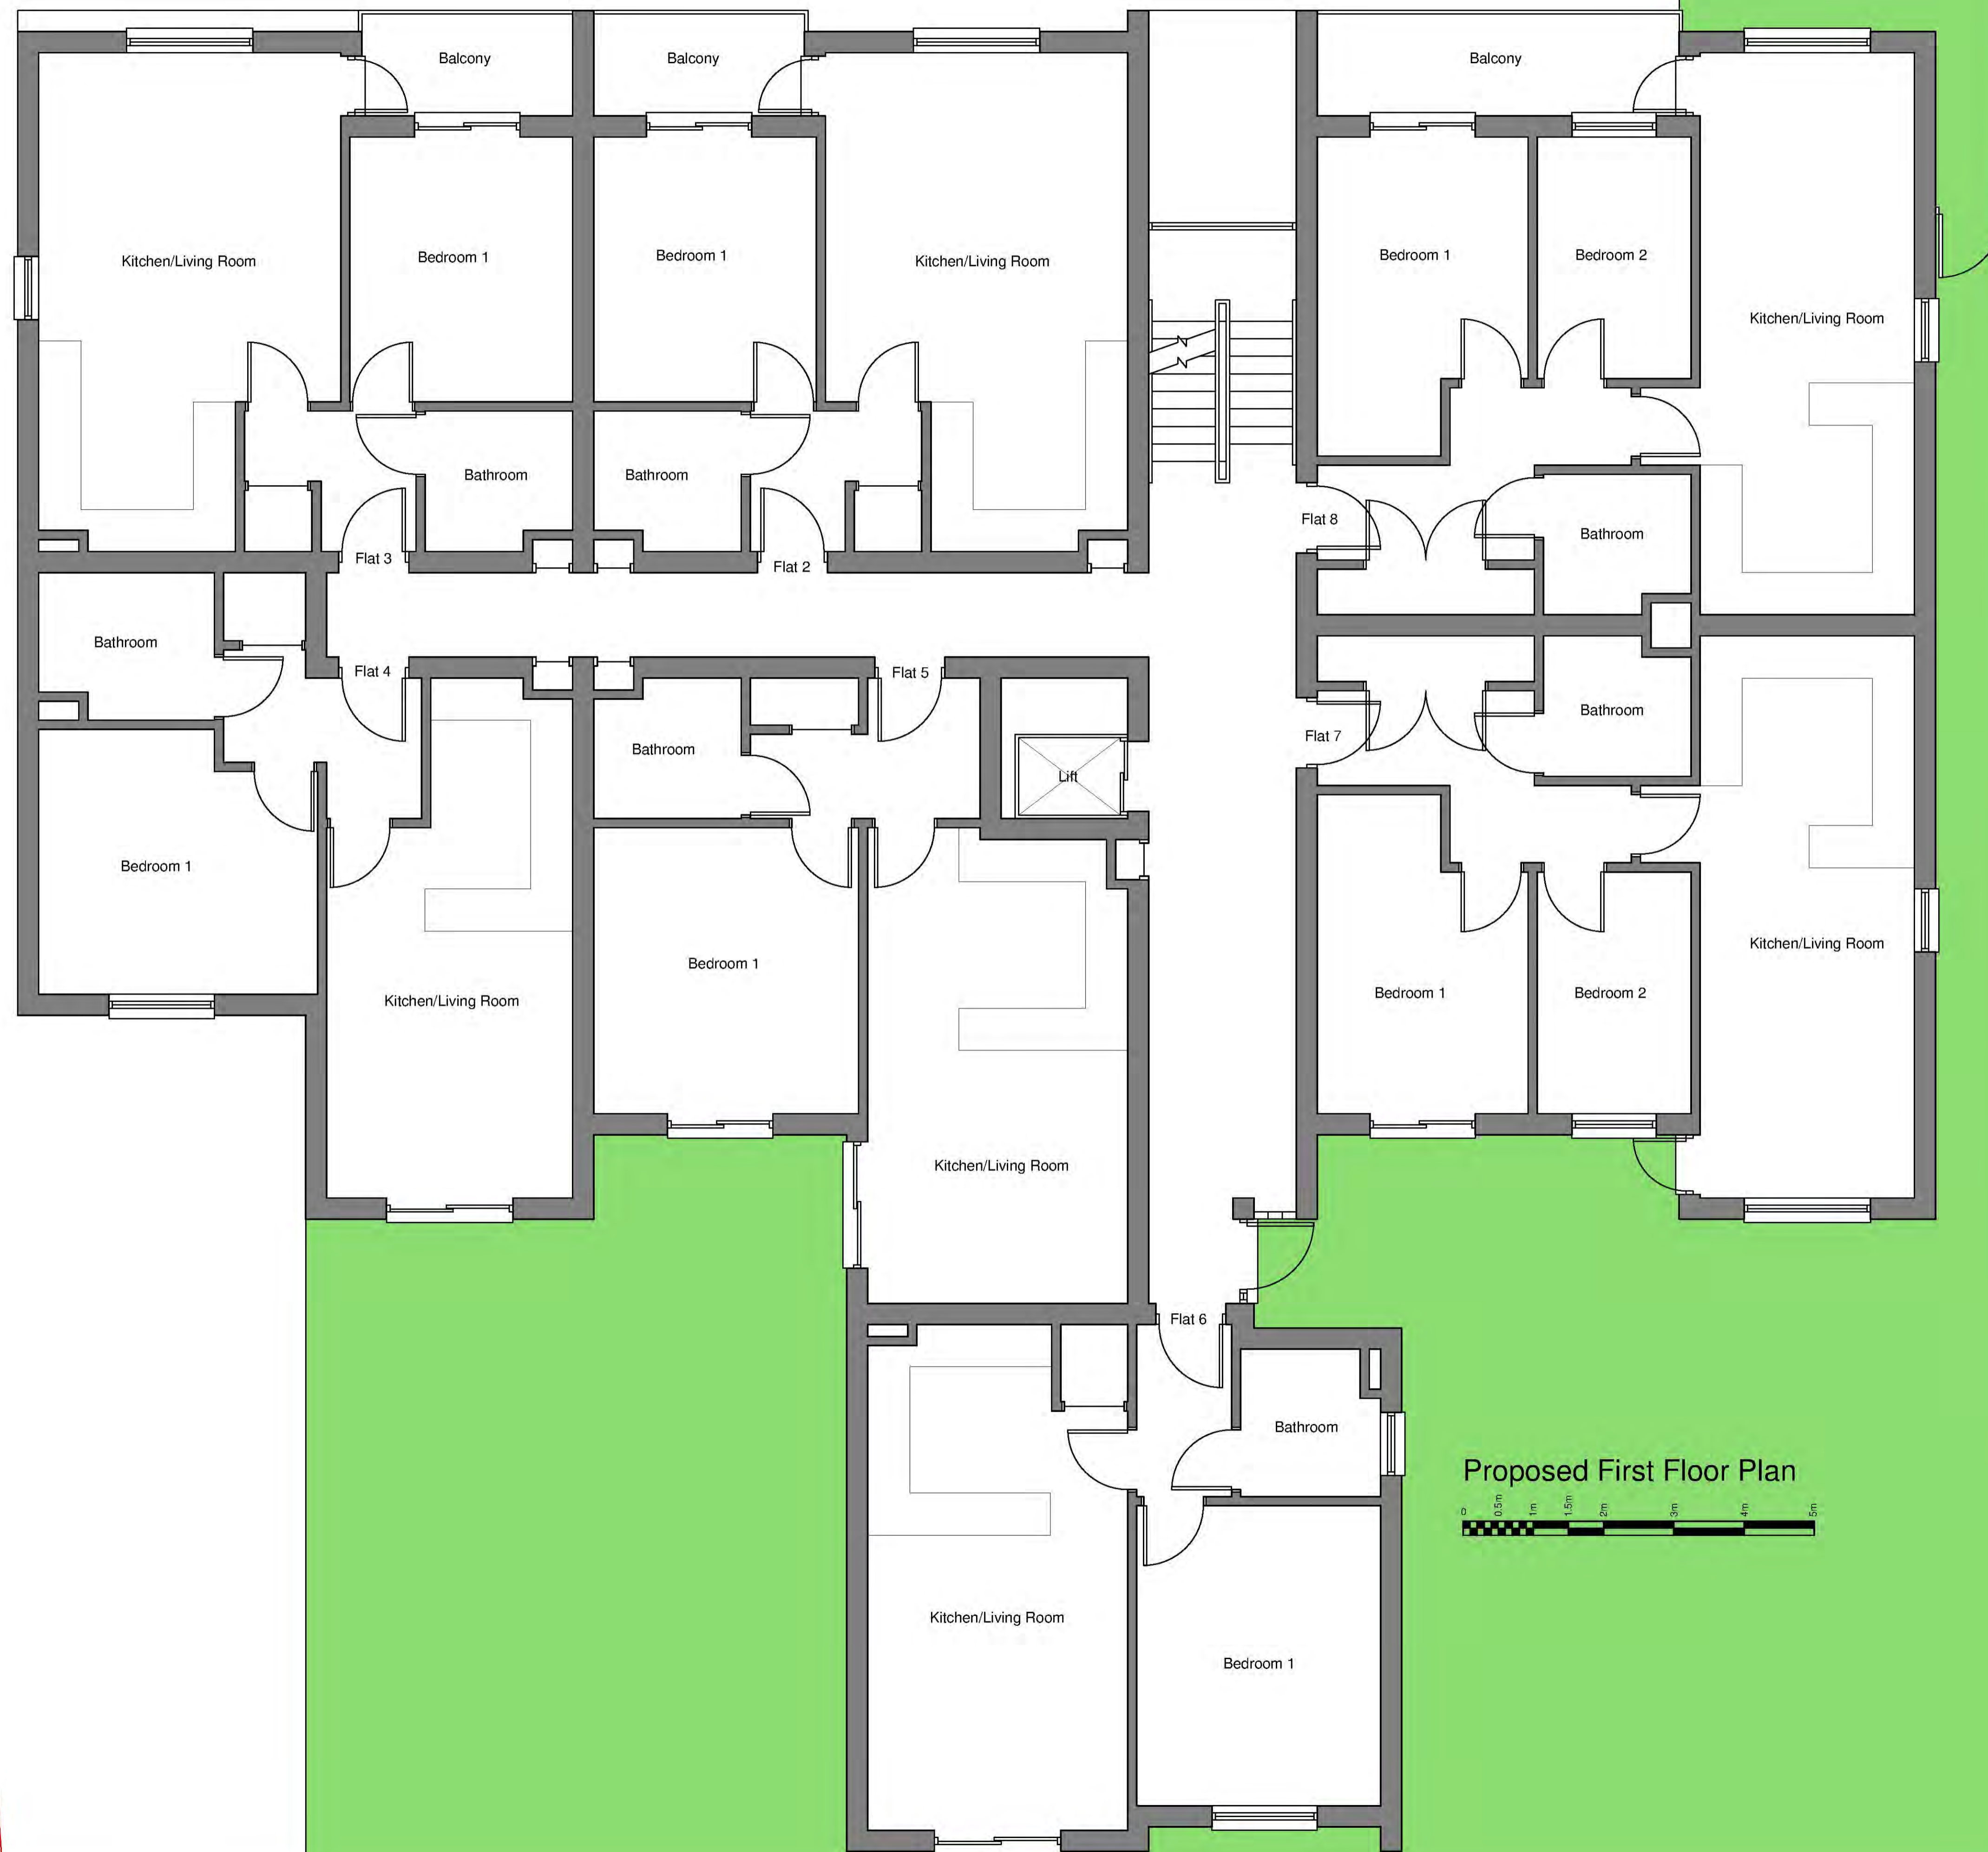 Balcony
Balcony
Balcony
Kitchen/Living Room
Bedroom 1
Bedroom 1
Kitchen/Living Room
Bedroom 1
Bedroom 2
Kitchen/Living Room
Bathroom
Bathroom
Flat 8
Bathroom
Flat 3
Flat 2
Bathroom
Flat 4
Flat 5
Bathroom
Bathroom
Flat 7
Lift
Bedroom 1
Bedroom 1
Kitchen/Living Room
Kitchen/Living Room
Bedroom 1
Bedroom 2
Kitchen/Living Room
Flat 6
Bathroom
Proposed First Floor Plan
0 0.5m 1m 1.5m 2m 3m 4m 5m
Kitchen/Living Room
Bedroom 1